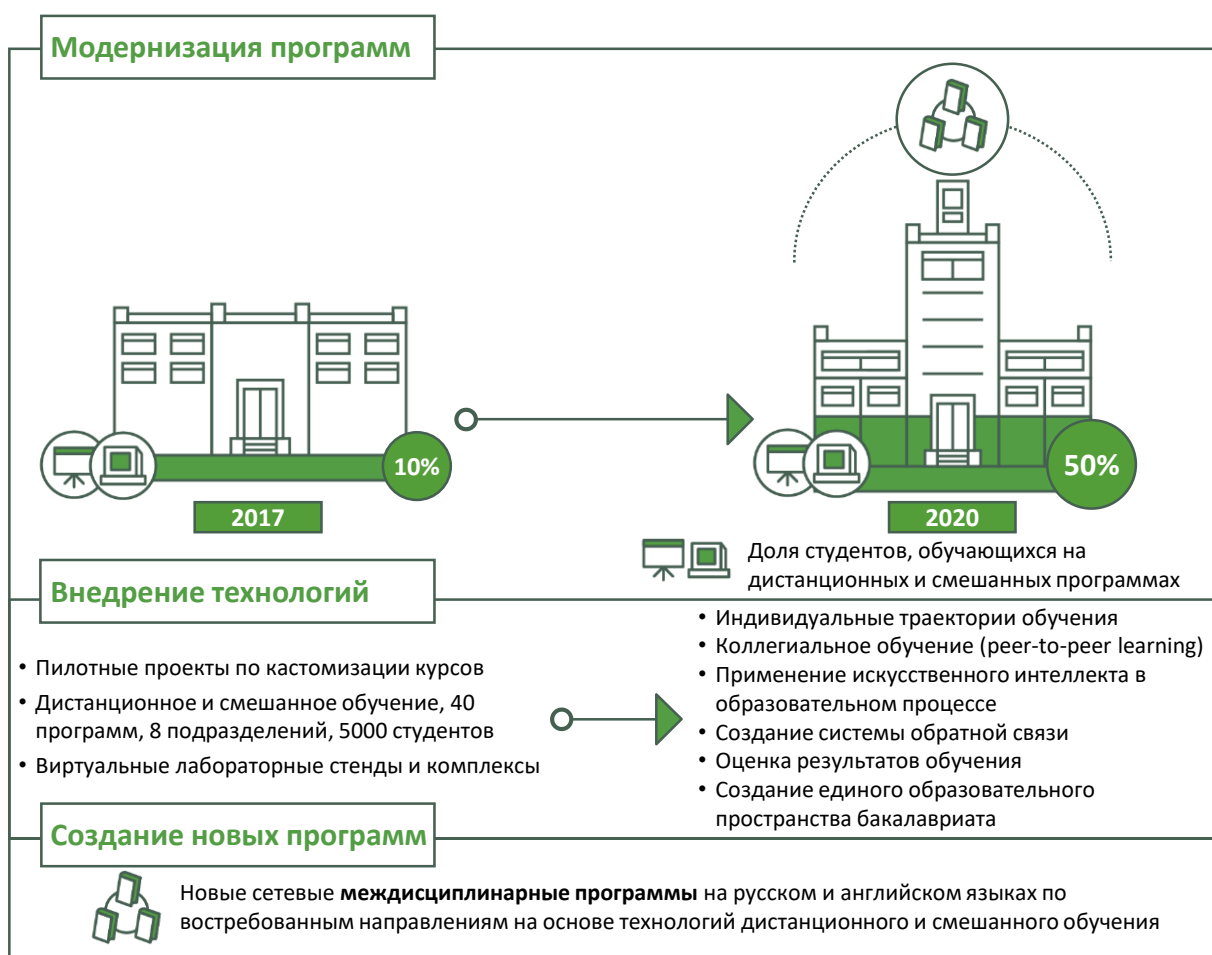 Модернизация программ
10%
2017
50%
2020
Доля студентов, обучающихся на
дистанционных и смешанных программах
Внедрение технологий
• Пилотные проекты по кастомизации курсов
• Дистанционное и смешанное обучение, 40
программ, 8 подразделений, 5000 студентов
• Виртуальные лабораторные стенды и комплексы
• Индивидуальные траектории обучения
• Коллегиальное обучение (peer-to-peer learning)
• Применение искусственного интеллекта в
образовательном процессе
• Создание системы обратной связи
• Оценка результатов обучения
• Создание единого образовательного
пространства бакалавриата
Создание новых программ
Новые сетевые междисциплинарные программы на русском и английском языках по
востребованным направлениям на основе технологий дистанционного и смешанного обучения